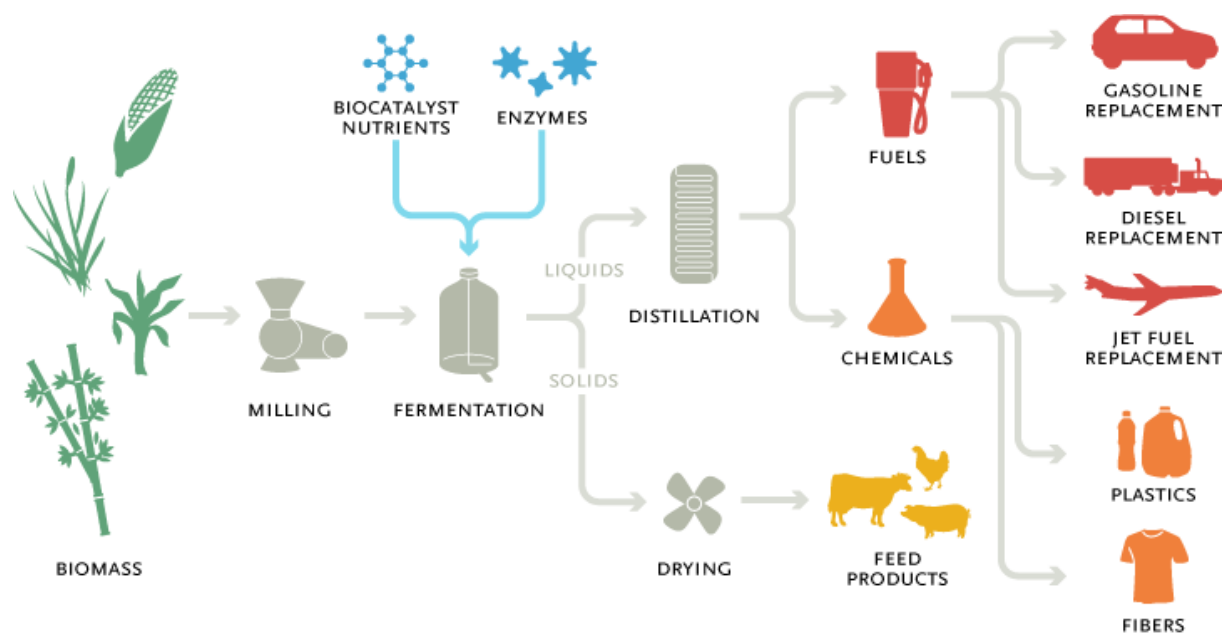 BIOCATALYST
NUTRIENTS
ENZYMES
FUELS
GASOLINE
REPLACEMENT
DIESEL
REPLACEMENT
LIQUIDS
DISTILLATION
CHEMICALS
JET FUEL
REPLACEMENT
SOLIDS
MILLING
FERMENTATION
PLASTICS
BIOMASS
DRYING
FEED
PRODUCTS
FIBERS